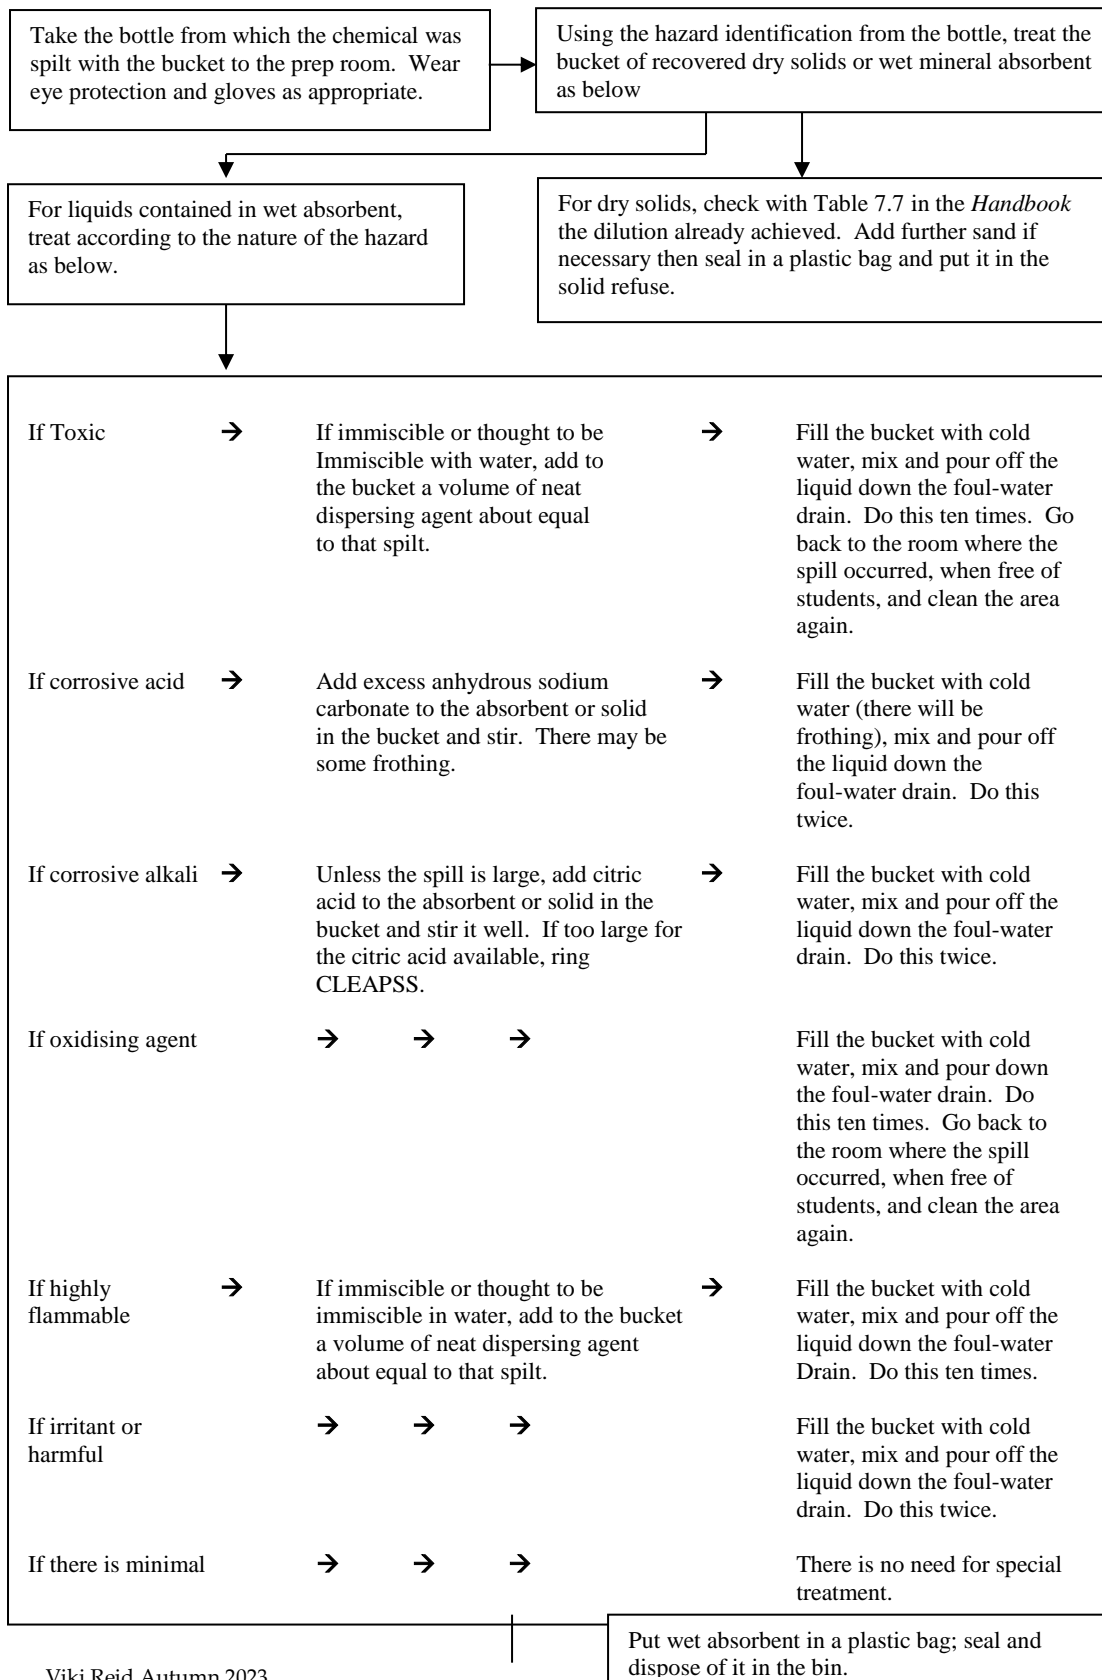 Take the bottle from which the chemical was
spilt with the bucket to the prep room.  Wear
eye protection and gloves as appropriate.
Using the hazard identification from the bottle, treat the
bucket of recovered dry solids or wet mineral absorbent
as below
For liquids contained in wet absorbent,
treat according to the nature of the hazard
as below.
For dry solids, check with Table 7.7 in the Handbook
the dilution already achieved.  Add further sand if
necessary then seal in a plastic bag and put it in the
solid refuse.
If Toxic →
If immiscible or thought to be
Immiscible with water, add to
the bucket a volume of neat
dispersing agent about equal
to that spilt.
→
Fill the bucket with cold
water, mix and pour off the
liquid down the foul-water
drain.  Do this ten times.  Go
back to the room where the
spill occurred, when free of
students, and clean the area
again.
If corrosive acid →
Add excess anhydrous sodium
carbonate to the absorbent or solid
in the bucket and stir.  There may be
some frothing.
→
Fill the bucket with cold
water (there will be
frothing), mix and pour off
the liquid down the
foul-water drain.  Do this
twice.
If corrosive alkali →
Unless the spill is large, add citric
acid to the absorbent or solid in the
bucket and stir it well.  If too large for
the citric acid available, ring
CLEAPSS.
→
Fill the bucket with cold
water, mix and pour off the
liquid down the foul-water
drain.  Do this twice.
If oxidising agent → → →
Fill the bucket with cold
water, mix and pour down
the foul-water drain.  Do
this ten times.  Go back to
the room where the spill
occurred, when free of
students, and clean the area
again.
If highly
flammable
→
If immiscible or thought to be
immiscible in water, add to the bucket
a volume of neat dispersing agent
about equal to that spilt.
→
Fill the bucket with cold
water, mix and pour off the
liquid down the foul-water
Drain.  Do this ten times.
If irritant or
harmful
→ → →
Fill the bucket with cold
water, mix and pour off the
liquid down the foul-water
drain.  Do this twice.
If there is minimal → → →
There is no need for special
treatment.
Put wet absorbent in a plastic bag; seal and
dispose of it in the bin.
Viki Reid Autumn 2023